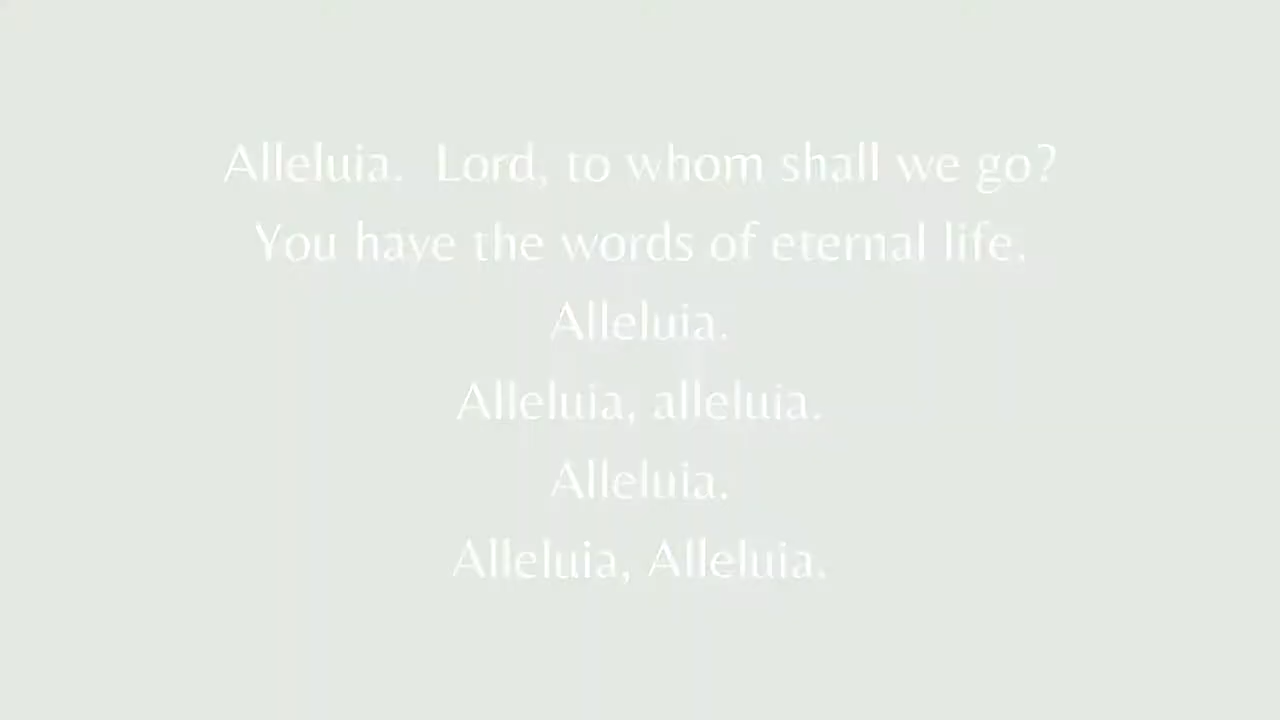 Alleluia. Lord, to whom shall we go?
You have the words of eternal life.
Alleluia.
Alleluia, alleluia.
Alleluia.
Alleluia, Alleluia.